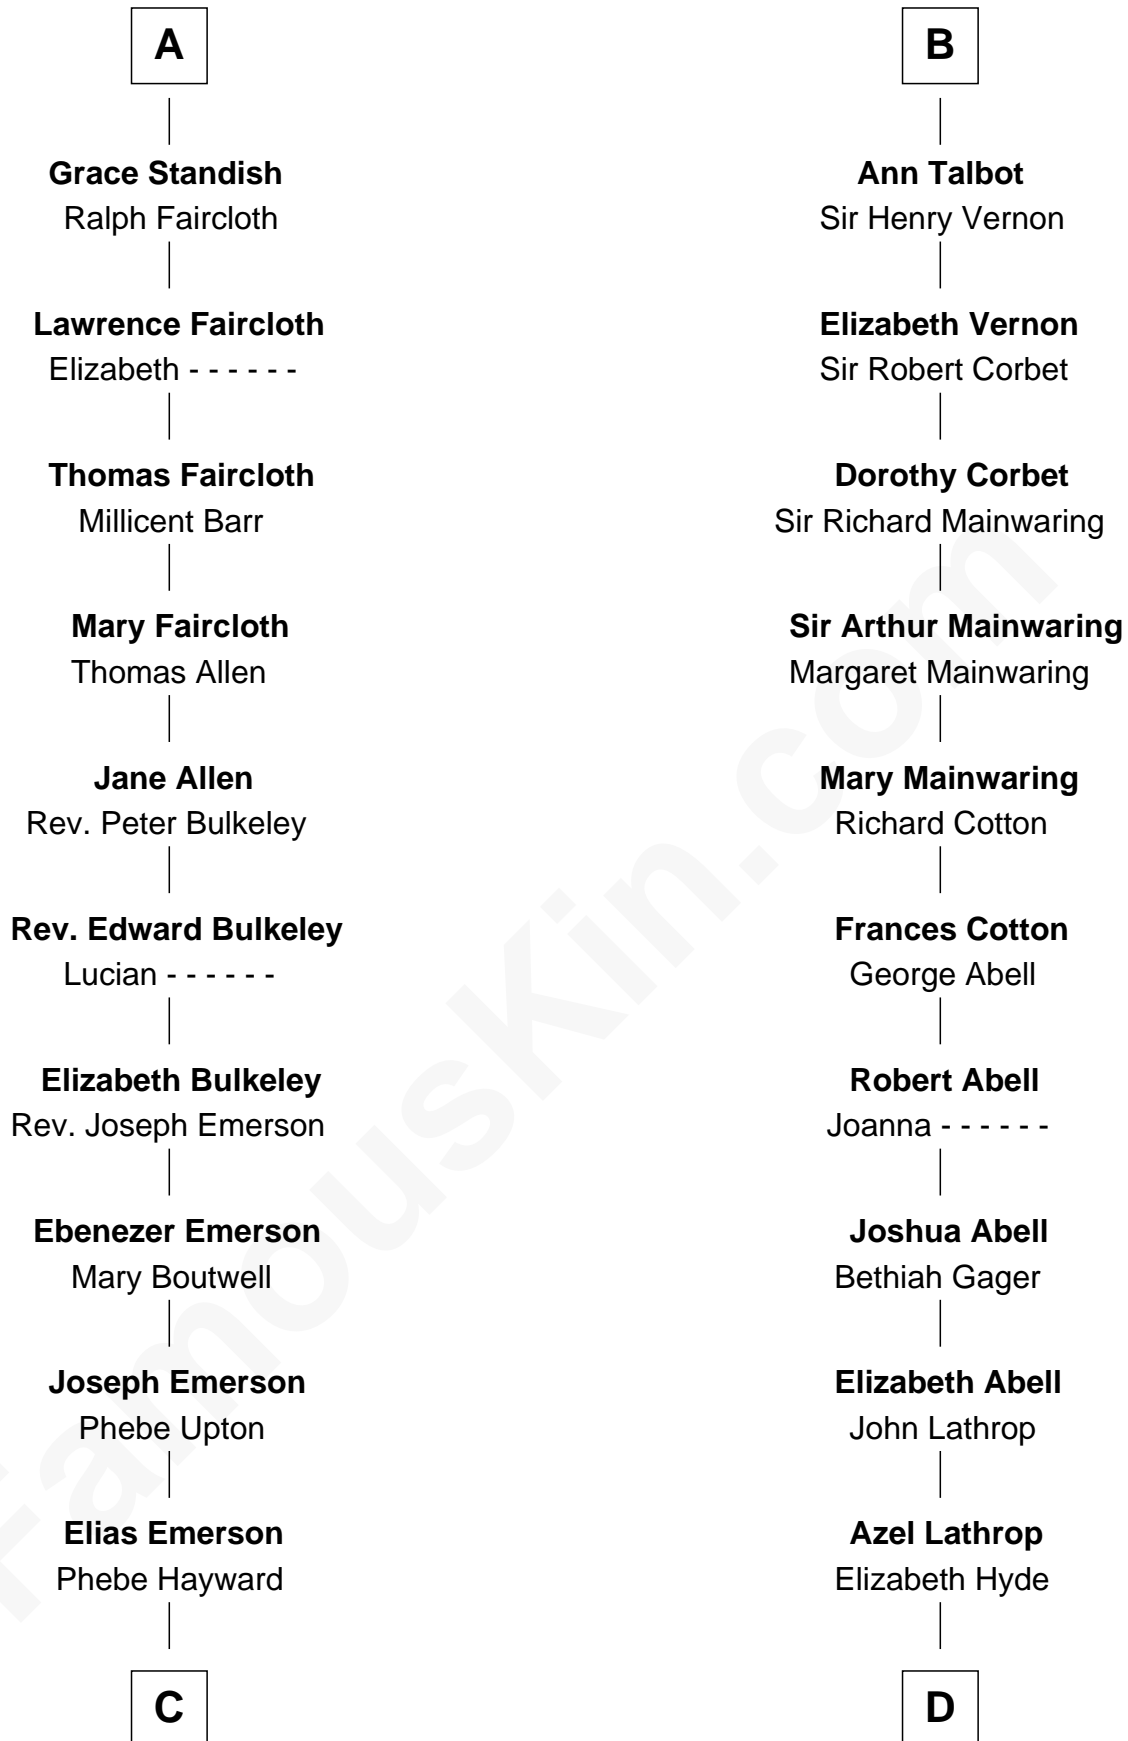 A
Grace Standish
Ralph Faircloth
Lawrence Faircloth
Elizabeth - - - - - -
Thomas Faircloth
Millicent Barr
Mary Faircloth
Thomas Allen
Jane Allen
Rev. Peter Bulkeley
Rev. Edward Bulkeley
Lucian - - - - - -
Elizabeth Bulkeley
Rev. Joseph Emerson
Ebenezer Emerson
Mary Boutwell
Joseph Emerson
Phebe Upton
Elias Emerson
Phebe Hayward
C
B
Ann Talbot
Sir Henry Vernon
Elizabeth Vernon
Sir Robert Corbet
Dorothy Corbet
Sir Richard Mainwaring
Sir Arthur Mainwaring
Margaret Mainwaring
Mary Mainwaring
Richard Cotton
Frances Cotton
George Abell
Robert Abell
Joanna - - - - - -
Joshua Abell
Bethiah Gager
Elizabeth Abell
John Lathrop
Azel Lathrop
Elizabeth Hyde
D
FamousKin.com